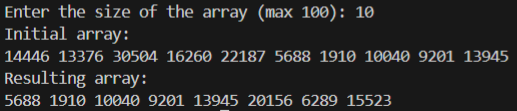 Enter the size of the array (max 100): 10
Initial array:
14446 13376 30504 16260 22187 5688 1910 10040 9201 13945
Resulting array:
5688 1910 10040 9201 13945 20156 6289 15523